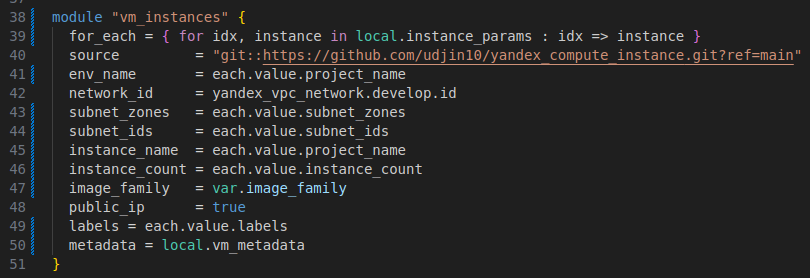 38 module "vm_instances" {
39   for_each = { for idx, instance in local.instance_params : idx => instance }
40   source         = "git::https://github.com/udjin10/yandex_compute_instance.git?ref=main"
41   env_name       = each.value.project_name
42   network_id     = yandex_vpc_network.develop.id
43   subnet_zones   = each.value.subnet_zones
44   subnet_ids     = each.value.subnet_ids
45   instance_name  = each.value.project_name
46   instance_count = each.value.instance_count
47   image_family   = var.image_family
48   public_ip      = true
49   labels = each.value.labels
50   metadata = local.vm_metadata
51 }